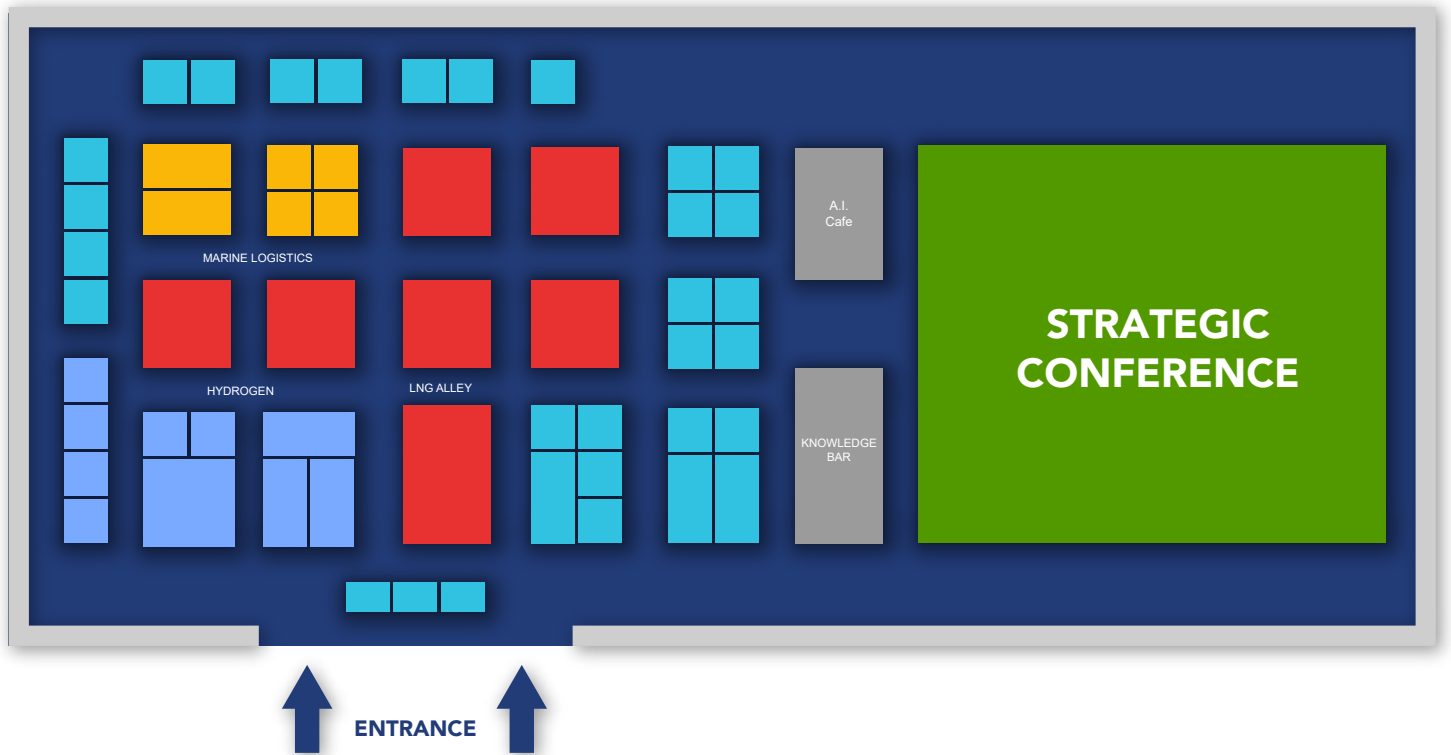 A.I.
Cafe
MARINE LOGISTICS
STRATEGIC
CONFERENCE
HYDROGEN
LNG ALLEY
KNOWLEDGE
BAR
ENTRANCE